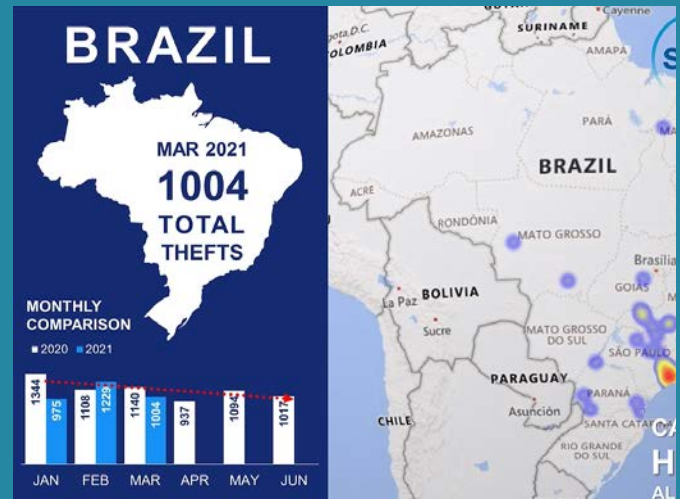 BRAZIL
MAR 2021
1004
TOTAL
THEFTS
MONTHLY
COMPARISON
2020 2021
1344
975
1108
1229
1140
1004
937
1094
1017
JAN FEB MAR APR MAY JUN
Cayenne
SURINAME
COLOMBIA
AMAPÁ
AMAZONAS
PARÁ
BRAZIL
ACRE
RONDÔNIA
MATO GROSSO
Brasília
GOIÁS
La Paz
BOLIVIA
Sucre
MATO GROSSO
DO SUL
SÃO PAULO
PARAGUAY
PARANÁ
Asunción
CHILE
SANTA CATA
RIO GRANDE
DO SUL
CA
H
AL